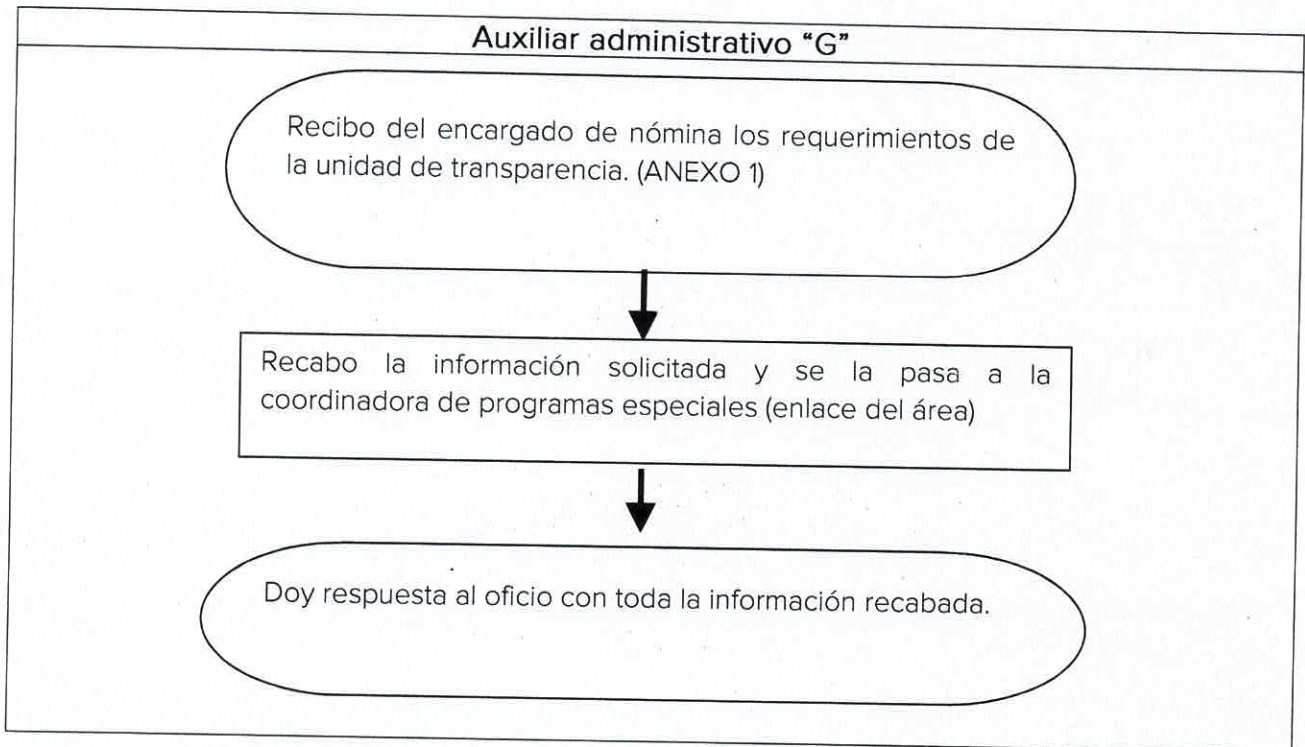 Auxiliar administrativo “G”
Recibo del encargado de nómina los requerimientos de
la unidad de transparencia. (ANEXO 1)
Recabo la información solicitada y se la pasa a la
coordinadora de programas especiales (enlace del área)
Doy respuesta al oficio con toda la información recabada.